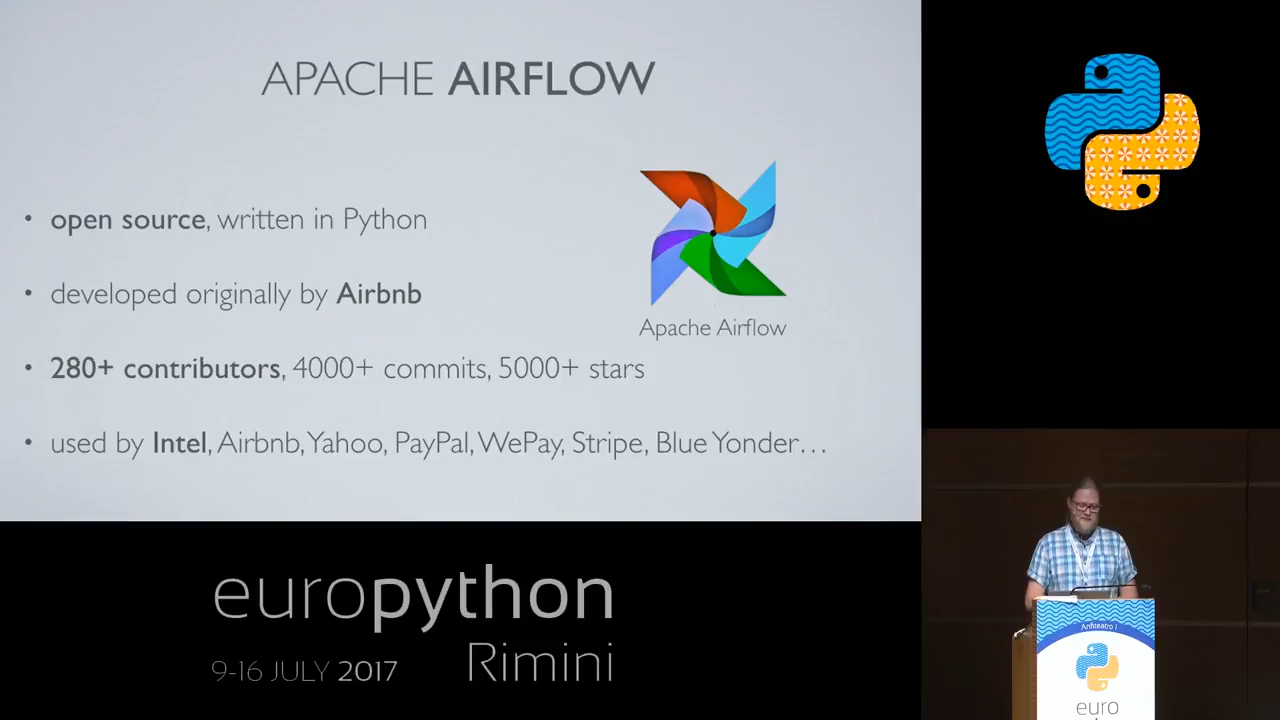 APACHE AIRFLOW
• open source, written in Python
• developed originally by Airbnb
Apache Airflow
• 280+ contributors, 4000+ commits, 5000+ stars
• used by Intel, Airbnb, Yahoo, PayPal, WePay, Stripe, Blue Yonder…
europython
9-16 JULY 2017 Rimini
Anfiteatro 1
euro